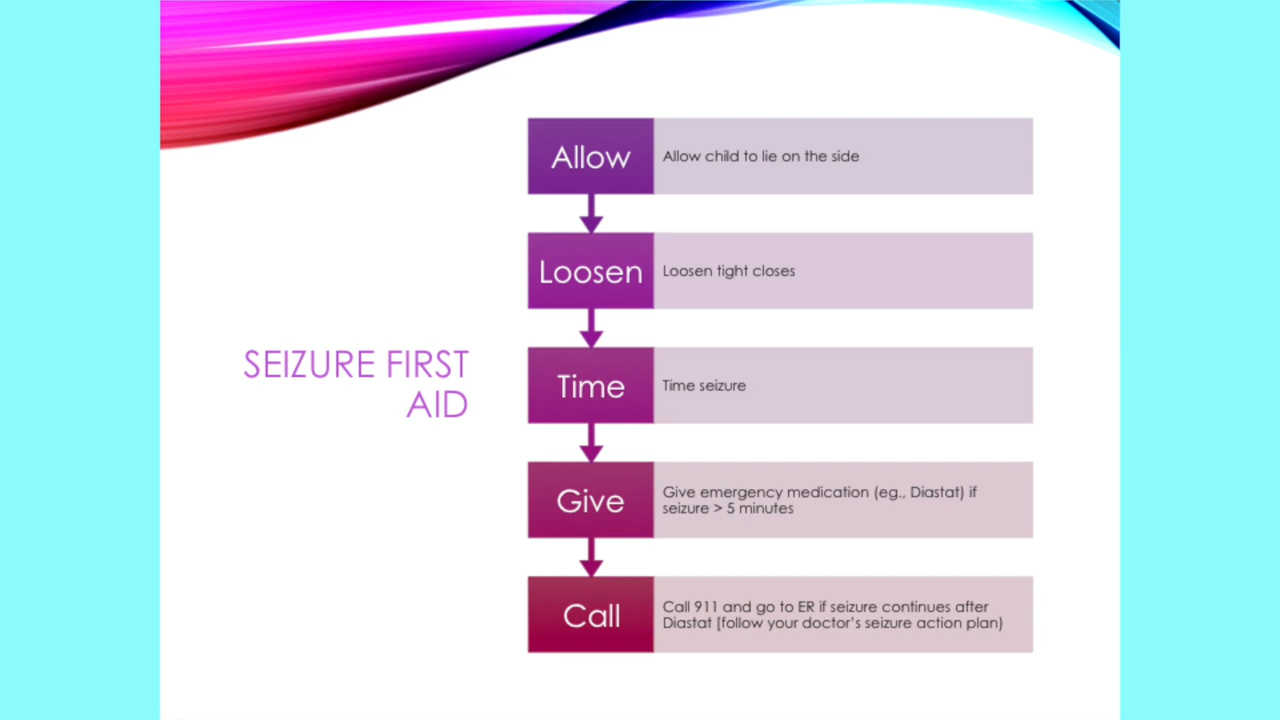 SEIZURE FIRST
AID
Allow
Allow child to lie on the side
Loosen
Loosen tight closes
Time
Time seizure
Give
Give emergency medication (eg., Diastat) if
seizure > 5 minutes
Call
Call 911 and go to ER if seizure continues after
Diastat [follow your doctor's seizure action plan)